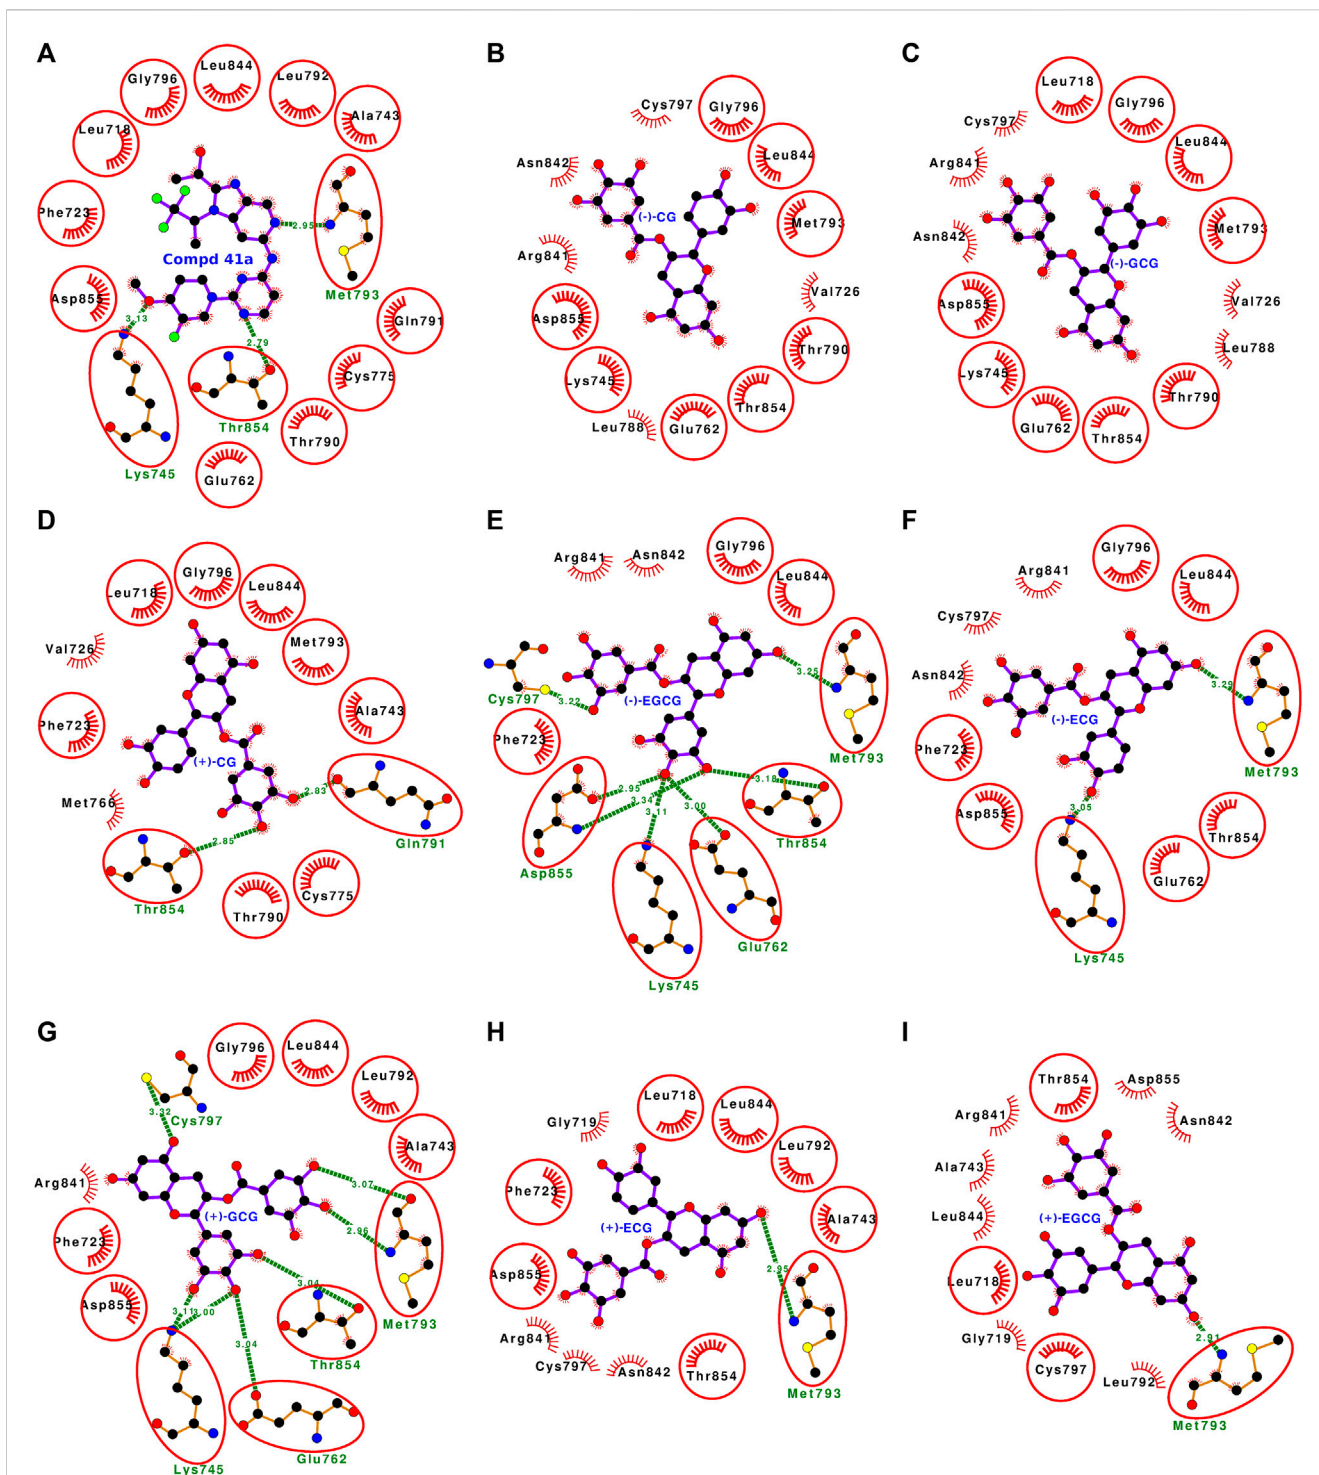 A
Leu844
Leu792
Gly796
Ala743
Leu718
Phe723
2.95
Compd 41a
Met793
Asp855
3.13
Gln791
2.79
Cys775
Thr854
Thr790
Lys745
Glu762
B
Cys797
Gly796
Asn842
Leu844
(-)-CG
Met793
Arg841
Val726
Asp855
Thr790
Lys745
Thr854
Leu788
Glu762
C
Leu718
Gly796
Cys797
Leu844
Arg841
Met793
Asn842
(-)-GCG
Asp855
Val726
Leu788
Lys745
Thr790
Glu762
Thr854
D
Gly796
Leu718
Leu844
Val726
Met793
Phe723
Ala743
(+)-CG
2.83
Met766
2.85
Gln791
Thr854
Cys775
Thr790
E
Arg841
Asn842
Gly796
Leu844
3.25
Cys797
3.22
(-)-EGCG
Phe723
Met793
2.95
3.18
3.34
3.00
3.11
Thr854
Asp855
Glu762
Lys745
F
Gly796
Arg841
Leu844
Cys797
Asn842
3.29
(-)-ECG
Phe723
Met793
3.05
Asp855
Thr854
Glu762
Lys745
G
Gly796
Leu844
Leu792
3.32
Cys797
Ala743
Arg841
3.07
(+)-GCG
2.96
Phe723
3.04
Asp855
3.11
3.00
Met793
3.04
Thr854
Glu762
Lys745
H
Leu718
Leu844
Gly719
Leu792
Phe723
Ala743
(+)-ECG
2.95
Asp855
Arg841
Cys797
Asn842
Thr854
Met793
I
Thr854
Asp855
Arg841
Asn842
Ala743
Leu844
(+)-EGCG
Leu718
Gly719
2.91
Cys797
Leu792
Met793